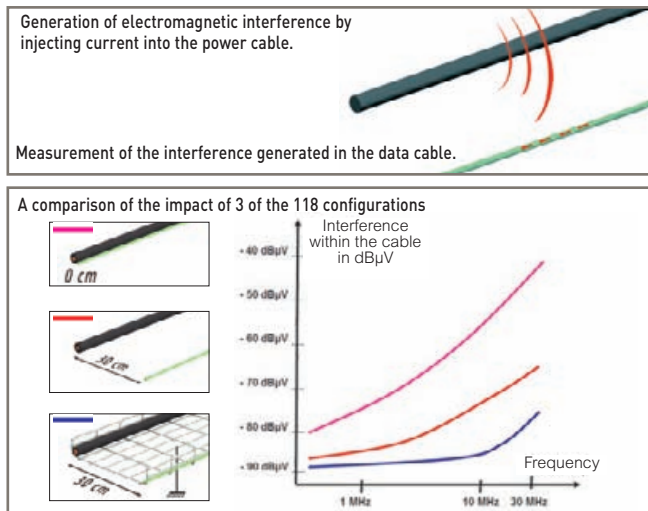 Generation of electromagnetic interference by
injecting current into the power cable.
Measurement of the interference generated in the data cable.
A comparison of the impact of 3 of the 118 configurations
0 cm
30 cm
30 cm
Interference
within the cable
in dBµV
- 40 dBµV
- 50 dBµV
- 60 dBµV
- 70 dBµV
- 80 dBµV
- 90 dBµV
Frequency
1 MHz
10 MHz
30 MHz